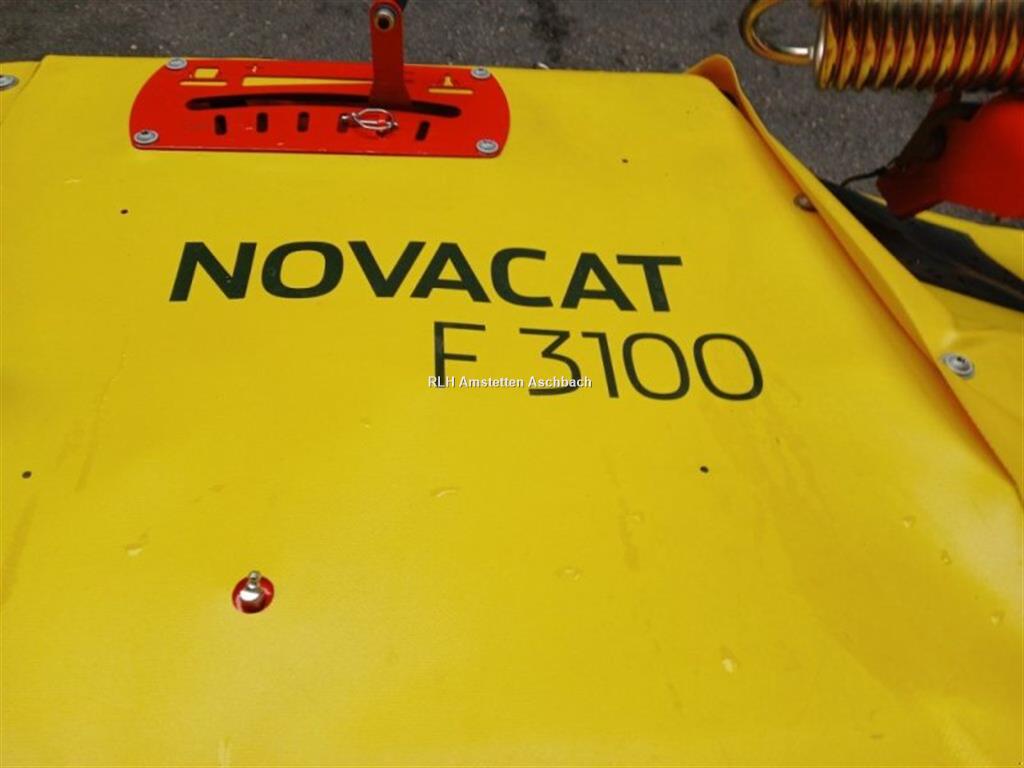 NOVACAT
F 3100
RLH Amstetten Aschbach